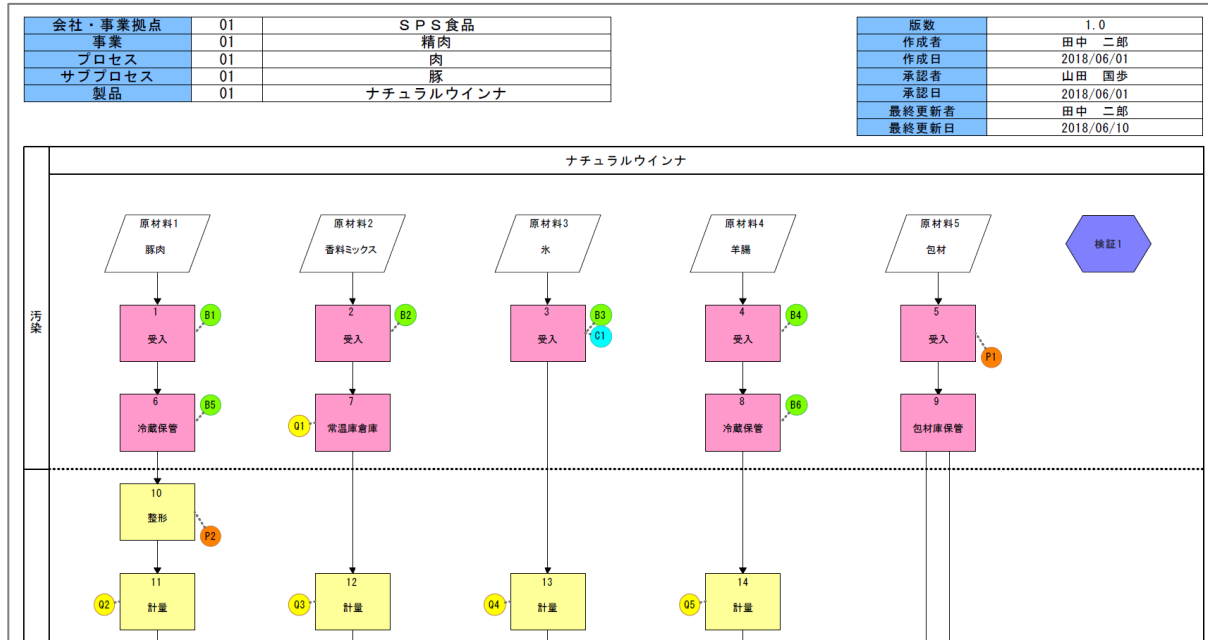 会社・事業拠点 01 SPS食品
事業 01 精肉
プロセス 01 肉
サブプロセス 01 豚
製品 01 ナチュラルウインナ
版数 1.0
作成者 田中 二郎
作成日 2018/06/01
承認者 山田 国歩
承認日 2018/06/01
最終更新者 田中 二郎
最終更新日 2018/06/10
ナチュラルウインナ
汚染
原材料1 原材料2 原材料3 原材料4 原材料5
豚肉 香料ミックス 氷 羊腸 包材 検証1
1 B1 2 B2 3 B3 4 B4 5
受入 受入 受入 C1 受入 受入 P1
6 B5 7 8 B6 9
冷蔵保管 Q1 常温庫倉庫 冷蔵保管 包材庫保管
10
整形
P2
11 12 13 14
Q2 計量 Q3 計量 Q4 計量 Q5 計量